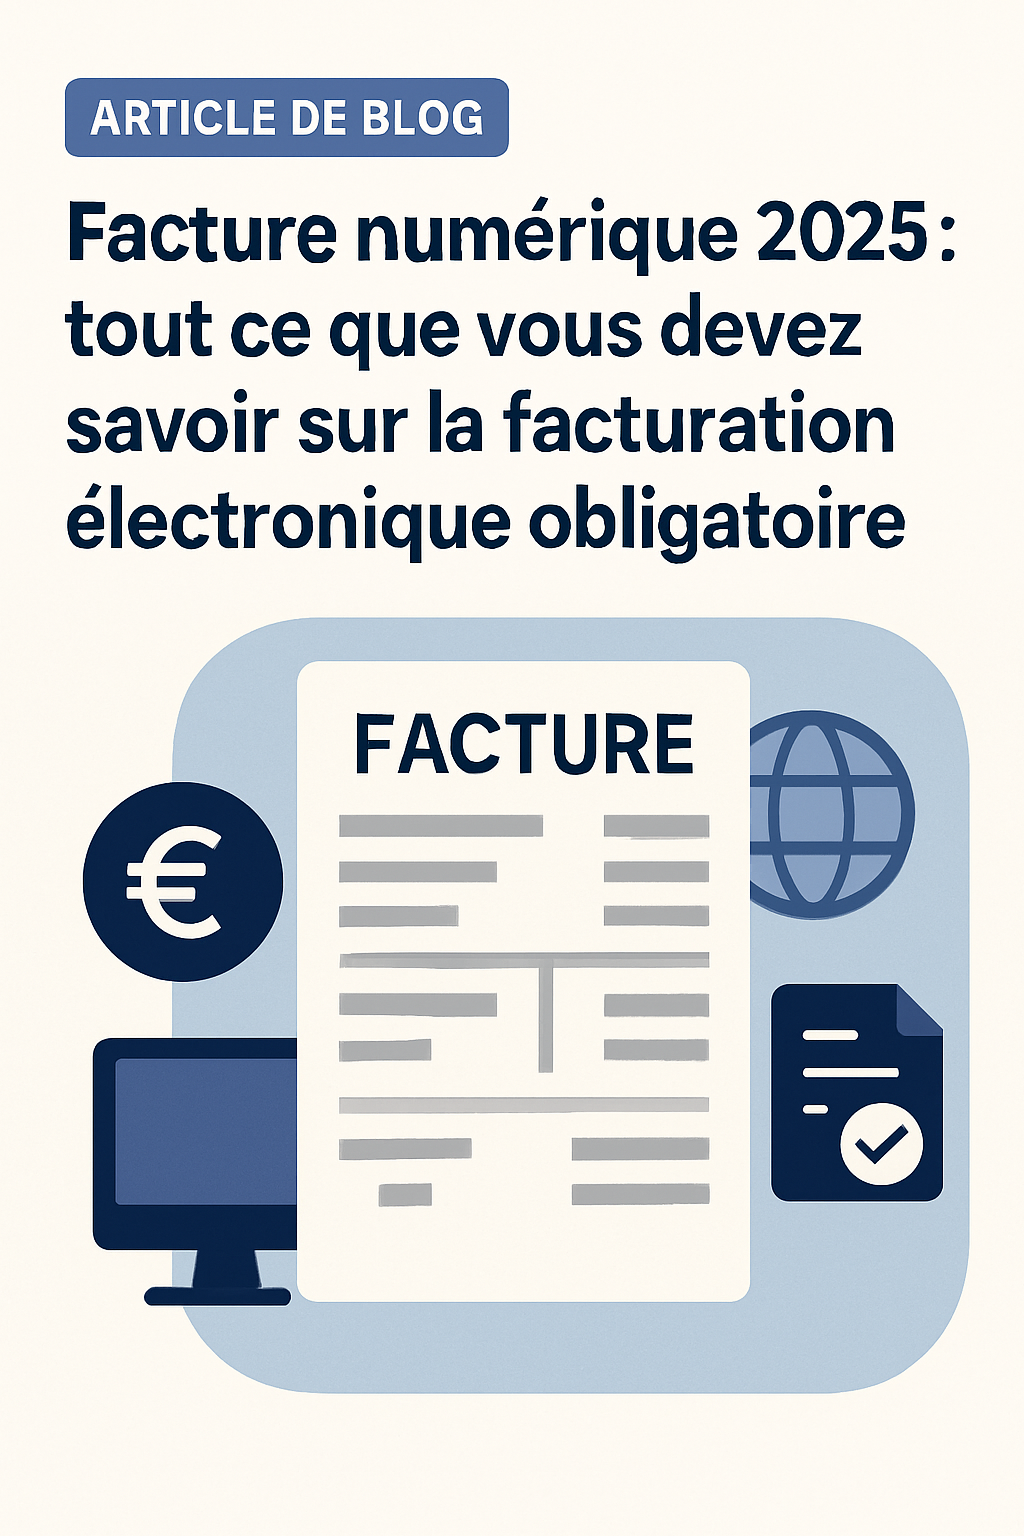 ARTICLE DE BLOG
Facture numérique 2025 :
tout ce que vous devez
savoir sur la facturation
électronique obligatoire
FACTURE
€